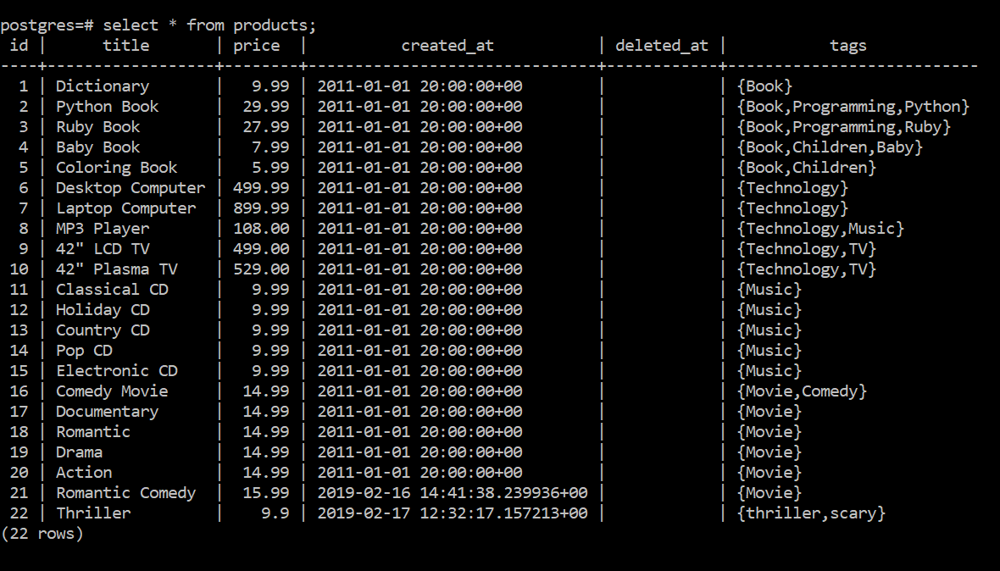 postgres=# select * from products;
 id |      title       | price  |          created_at           | deleted_at |           tags
----+------------------+--------+-------------------------------+------------+---------------------------
  1 | Dictionary       |   9.99 | 2011-01-01 20:00:00+00        |            | {Book}
  2 | Python Book      |  29.99 | 2011-01-01 20:00:00+00        |            | {Book,Programming,Python}
  3 | Ruby Book        |  27.99 | 2011-01-01 20:00:00+00        |            | {Book,Programming,Ruby}
  4 | Baby Book        |   7.99 | 2011-01-01 20:00:00+00        |            | {Book,Children,Baby}
  5 | Coloring Book    |   5.99 | 2011-01-01 20:00:00+00        |            | {Book,Children}
  6 | Desktop Computer | 499.99 | 2011-01-01 20:00:00+00        |            | {Technology}
  7 | Laptop Computer  | 899.99 | 2011-01-01 20:00:00+00        |            | {Technology}
  8 | MP3 Player       | 108.00 | 2011-01-01 20:00:00+00        |            | {Technology,Music}
  9 | 42" LCD TV       | 499.00 | 2011-01-01 20:00:00+00        |            | {Technology,TV}
 10 | 42" Plasma TV    | 529.00 | 2011-01-01 20:00:00+00        |            | {Technology,TV}
 11 | Classical CD     |   9.99 | 2011-01-01 20:00:00+00        |            | {Music}
 12 | Holiday CD       |   9.99 | 2011-01-01 20:00:00+00        |            | {Music}
 13 | Country CD       |   9.99 | 2011-01-01 20:00:00+00        |            | {Music}
 14 | Pop CD           |   9.99 | 2011-01-01 20:00:00+00        |            | {Music}
 15 | Electronic CD    |   9.99 | 2011-01-01 20:00:00+00        |            | {Music}
 16 | Comedy Movie     |  14.99 | 2011-01-01 20:00:00+00        |            | {Movie,Comedy}
 17 | Documentary      |  14.99 | 2011-01-01 20:00:00+00        |            | {Movie}
 18 | Romantic         |  14.99 | 2011-01-01 20:00:00+00        |            | {Movie}
 19 | Drama            |  14.99 | 2011-01-01 20:00:00+00        |            | {Movie}
 20 | Action           |  14.99 | 2011-01-01 20:00:00+00        |            | {Movie}
 21 | Romantic Comedy  |  15.99 | 2019-02-16 14:41:38.239936+00 |            | {Movie}
 22 | Thriller         |    9.9 | 2019-02-17 12:32:17.157213+00 |            | {thriller,scary}
(22 rows)